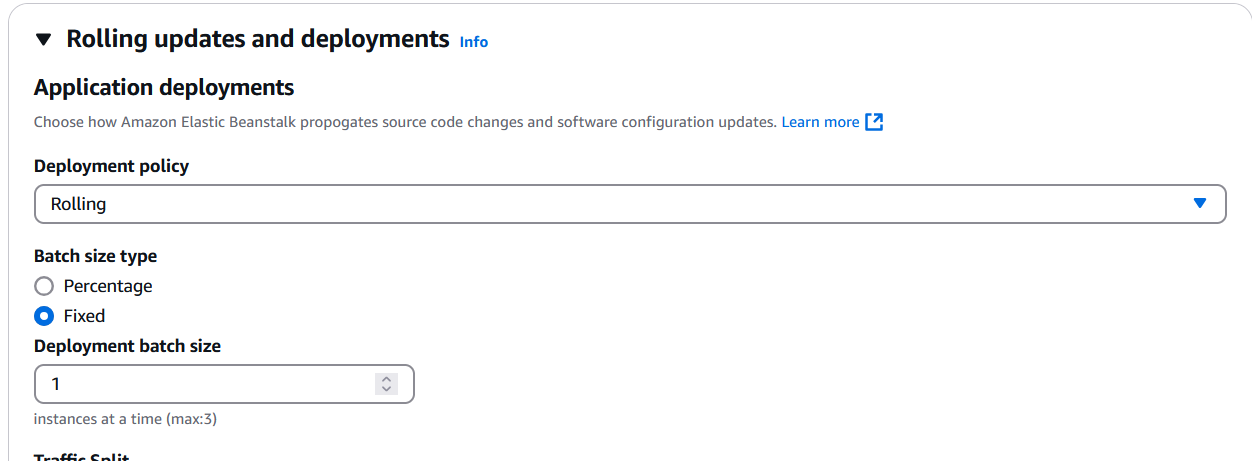 Rolling updates and deployments Info
Application deployments
Choose how Amazon Elastic Beanstalk propogates source code changes and software configuration updates. Learn more
Deployment policy
Rolling
Batch size type
Percentage
Fixed
Deployment batch size
1
instances at a time (max:3)
Traffic Split